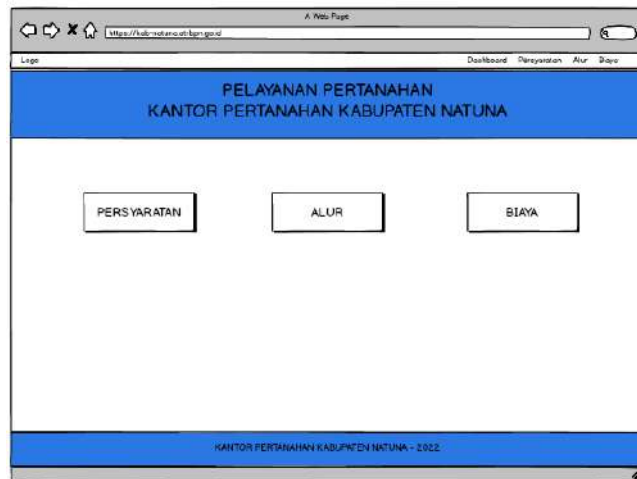 A Web Page
https://kab-natuna.atrbpn.go.id
Logo
Dashboard Persyaratan Alur Biaya
PELAYANAN PERTANAHAN
KANTOR PERTANAHAN KABUPATEN NATUNA
PERSYARATAN
ALUR
BIAYA
KANTOR PERTANAHAN KABUPATEN NATUNA - 2022